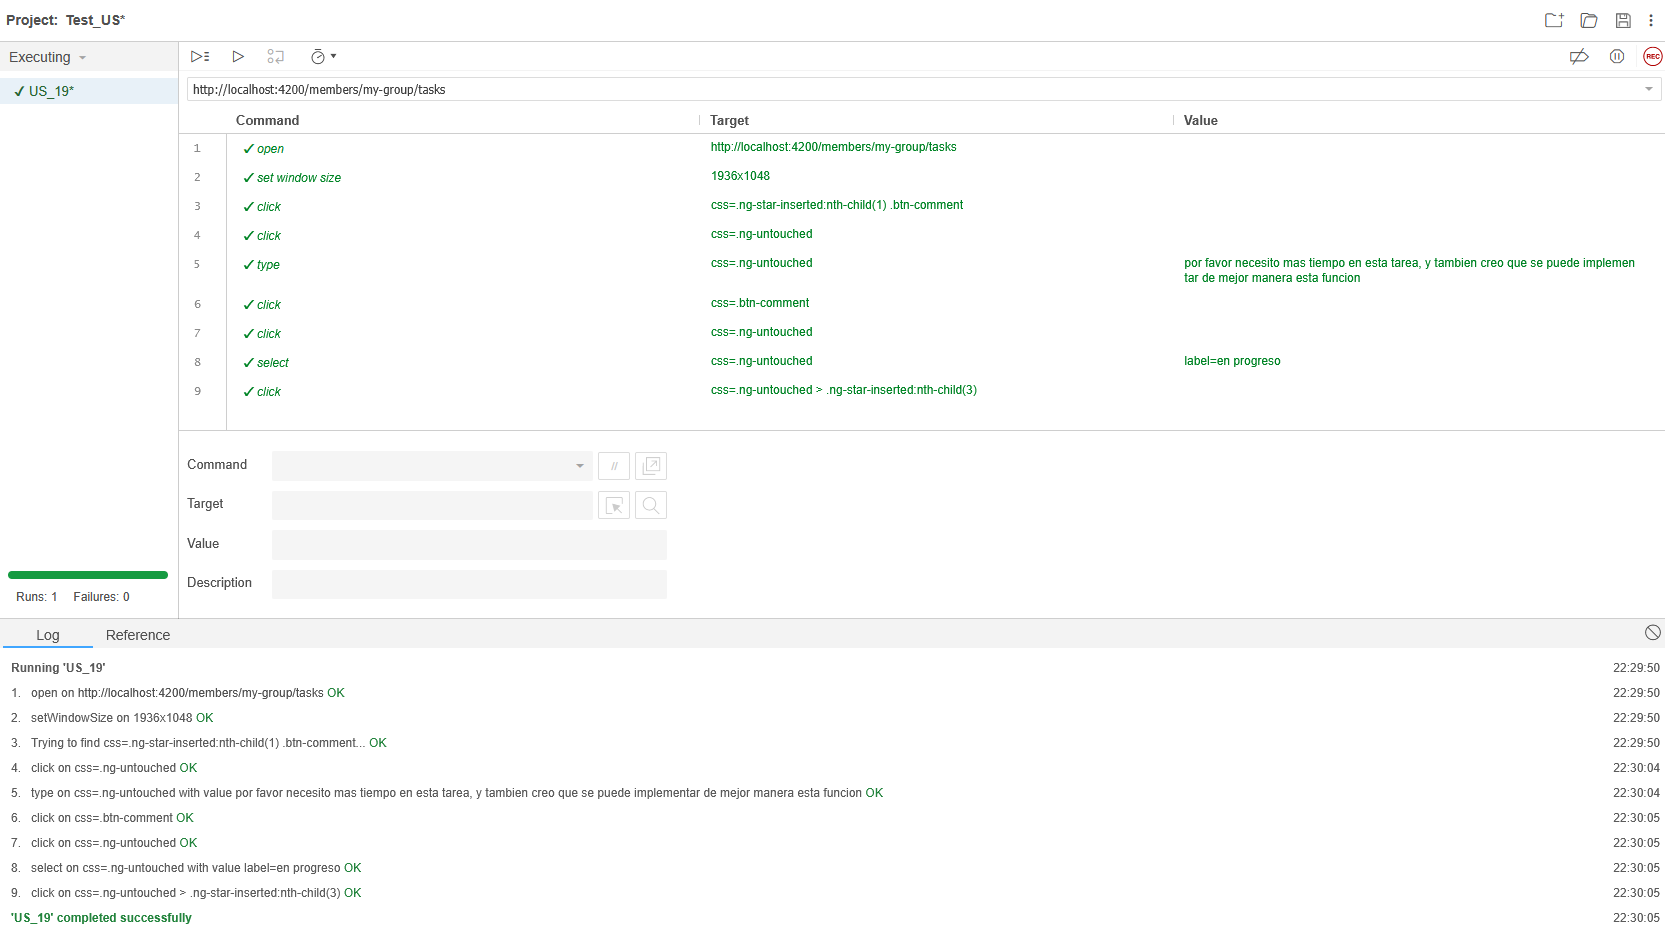 Project: Test_US*
Executing
REC
✓ US_19*
http://localhost:4200/members/my-group/tasks
Command Target Value
1 ✓ open http://localhost:4200/members/my-group/tasks
2 ✓ set window size 1936x1048
3 ✓ click css=.ng-star-inserted:nth-child(1) .btn-comment
4 ✓ click css=.ng-untouched
5 ✓ type css=.ng-untouched por favor necesito mas tiempo en esta tarea, y tambien creo que se puede implemen
tar de mejor manera esta funcion
6 ✓ click css=.btn-comment
7 ✓ click css=.ng-untouched
8 ✓ select css=.ng-untouched label=en progreso
9 ✓ click css=.ng-untouched > .ng-star-inserted:nth-child(3)
Command //
Target
Value
Description
Runs: 1 Failures: 0
Log Reference
Running 'US_19' 22:29:50
1. open on http://localhost:4200/members/my-group/tasks OK 22:29:50
2. setWindowSize on 1936x1048 OK 22:29:50
3. Trying to find css=.ng-star-inserted:nth-child(1) .btn-comment... OK 22:29:50
4. click on css=.ng-untouched OK 22:30:04
5. type on css=.ng-untouched with value por favor necesito mas tiempo en esta tarea, y tambien creo que se puede implementar de mejor manera esta funcion OK 22:30:04
6. click on css=.btn-comment OK 22:30:05
7. click on css=.ng-untouched OK 22:30:05
8. select on css=.ng-untouched with value label=en progreso OK 22:30:05
9. click on css=.ng-untouched > .ng-star-inserted:nth-child(3) OK 22:30:05
'US_19' completed successfully 22:30:05